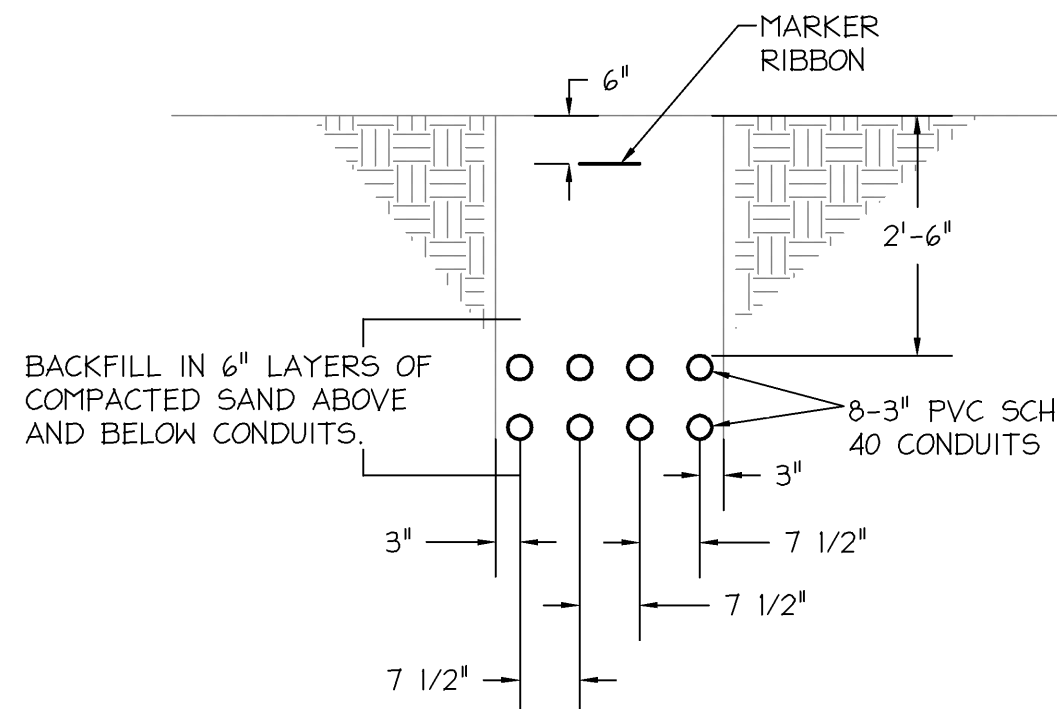 MARKER
RIBBON
6"
2'-6"
BACKFILL IN 6" LAYERS OF
COMPACTED SAND ABOVE
AND BELOW CONDUITS.
8-3" PVC SCH
40 CONDUITS
3"
3"
7 1/2"
7 1/2"
7 1/2"